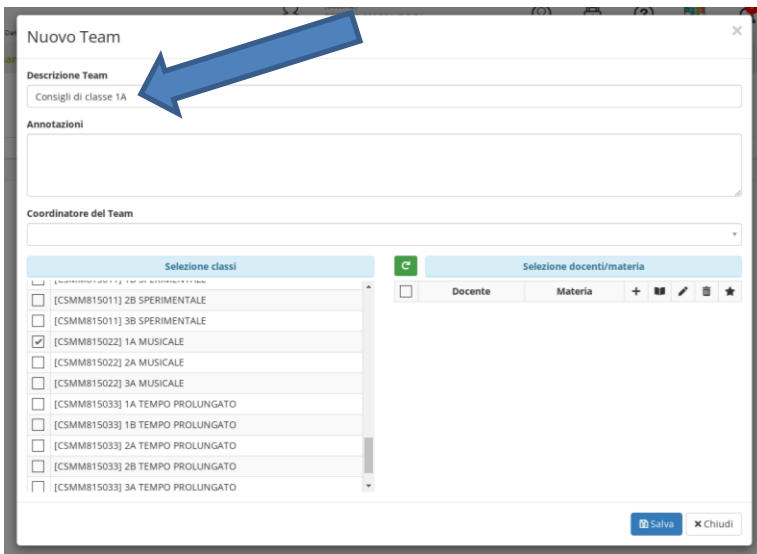 Nuovo Team
Descrizione Team
Consigli di classe 1A
Annotazioni
Coordinatore del Team
Selezione classi
Selezione docenti/materia
Docente Materia
[CSMM815011] 2B SPERIMENTALE
[CSMM815011] 3B SPERIMENTALE
[CSMM815022] 1A MUSICALE
[CSMM815022] 2A MUSICALE
[CSMM815022] 3A MUSICALE
[CSMM815033] 1A TEMPO PROLUNGATO
[CSMM815033] 1B TEMPO PROLUNGATO
[CSMM815033] 2A TEMPO PROLUNGATO
[CSMM815033] 2B TEMPO PROLUNGATO
[CSMM815033] 3A TEMPO PROLUNGATO
Salva Chiudi